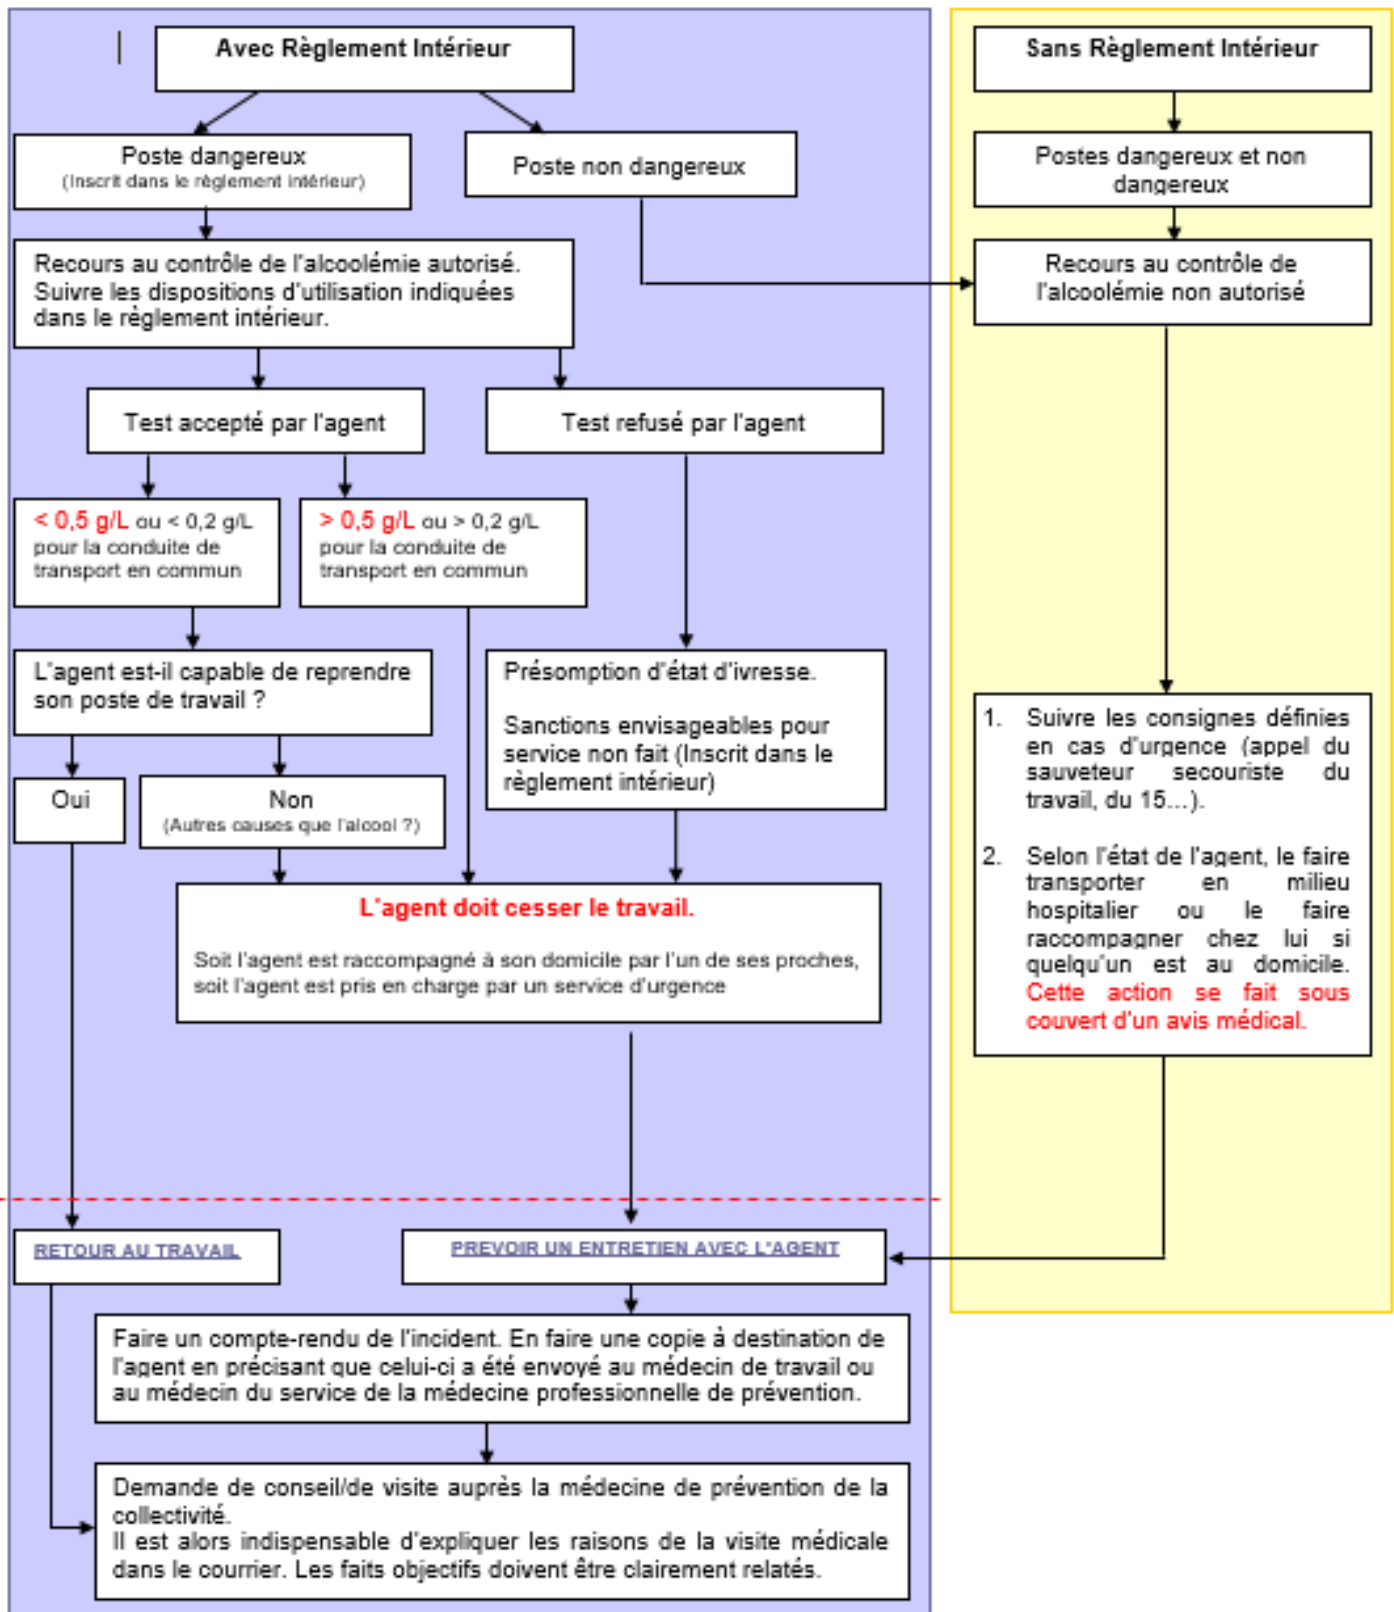 Avec Règlement Intérieur
Sans Règlement Intérieur
Poste dangereux
(Inscrit dans le règlement intérieur)
Poste non dangereux
Postes dangereux et non
dangereux
Recours au contrôle de l'alcoolémie autorisé.
Suivre les dispositions d'utilisation indiquées
dans le règlement intérieur.
Recours au contrôle de
l'alcoolémie non autorisé
Test accepté par l'agent
Test refusé par l'agent
< 0,5 g/L ou < 0,2 g/L
pour la conduite de
transport en commun
> 0,5 g/L ou > 0,2 g/L
pour la conduite de
transport en commun
L'agent est-il capable de reprendre
son poste de travail ?
Présomption d'état d'ivresse.
Sanctions envisageables pour
service non fait (Inscrit dans le
règlement intérieur)
Oui
Non
(Autres causes que l'alcool ?)
1. Suivre les consignes définies
en cas d'urgence (appel du
sauveteur secouriste du
travail, du 15...).
2. Selon l'état de l'agent, le faire
transporter en milieu
hospitalier ou le faire
raccompagner chez lui si
quelqu'un est au domicile.
Cette action se fait sous
couvert d'un avis médical.
L'agent doit cesser le travail.
Soit l'agent est raccompagné à son domicile par l'un de ses proches,
soit l'agent est pris en charge par un service d'urgence
RETOUR AU TRAVAIL
PREVOIR UN ENTRETIEN AVEC L'AGENT
Faire un compte-rendu de l'incident. En faire une copie à destination de
l'agent en précisant que celui-ci a été envoyé au médecin de travail ou
au médecin du service de la médecine professionnelle de prévention.
Demande de conseil/de visite auprès la médecine de prévention de la
collectivité.
Il est alors indispensable d'expliquer les raisons de la visite médicale
dans le courrier. Les faits objectifs doivent être clairement relatés.